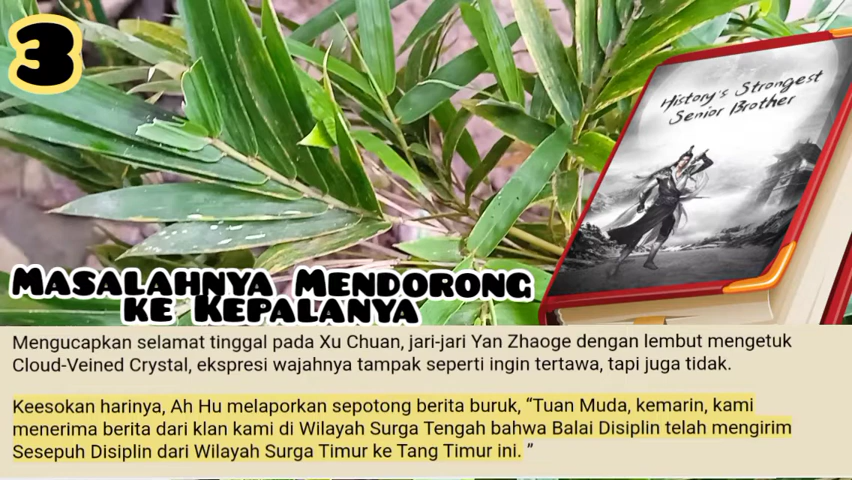 3
History's Strongest
Senior Brother
MASALAHNYA MENDORONG
KE KEPALANYA
Mengucapkan selamat tinggal pada Xu Chuan, jari-jari Yan Zhaoge dengan lembut mengetuk
Cloud-Veined Crystal, ekspresi wajahnya tampak seperti ingin tertawa, tapi juga tidak.
Keesokan harinya, Ah Hu melaporkan sepotong berita buruk, “Tuan Muda, kemarin, kami
menerima berita dari klan kami di Wilayah Surga Tengah bahwa Balai Disiplin telah mengirim
Sesepuh Disiplin dari Wilayah Surga Timur ke Tang Timur ini. ”